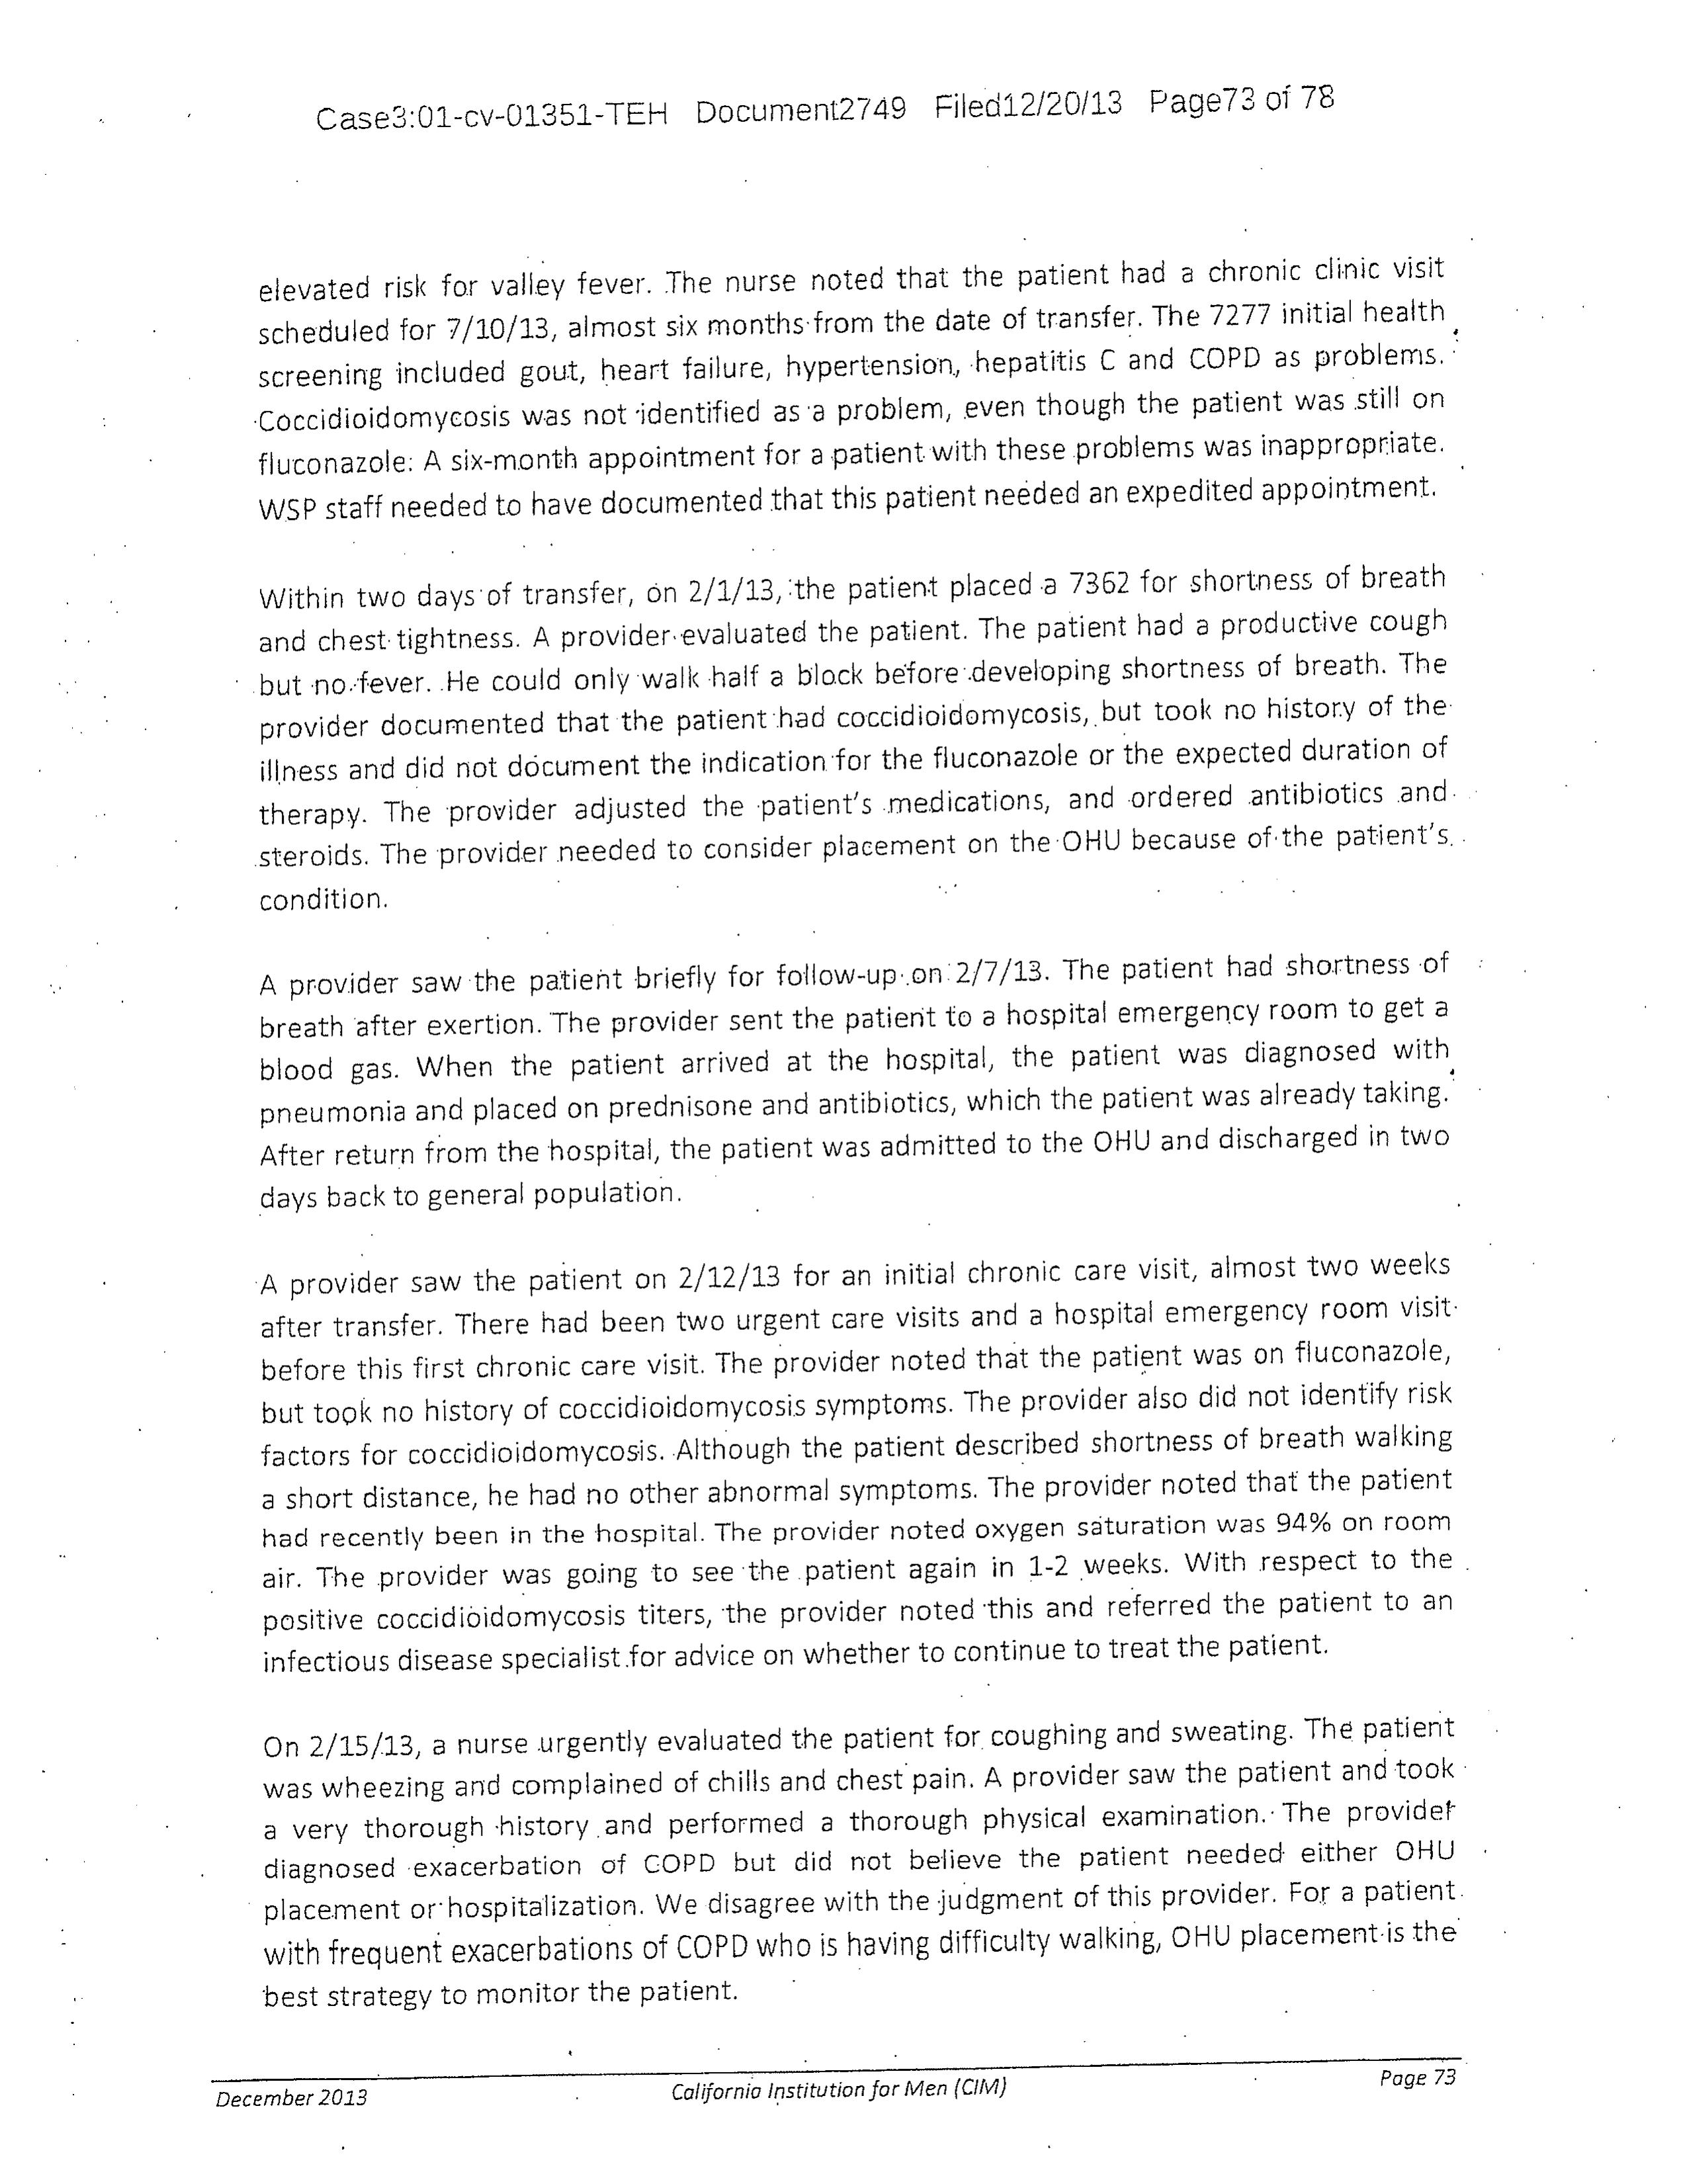 Case3:01-cv-01351-TEH Document2749 Filed12/20/13 Page73 of 78
elevated risk for valley fever. The nurse noted that the patient had a chronic clinic visit
scheduled for 7/10/13, almost six months from the date of transfer. The 7277 initial health
screening included gout, heart failure, hypertension, hepatitis C and COPD as problems.
Coccidioidomycosis was not identified as a problem, even though the patient was still on
fluconazole. A six-month appointment for a patient with these problems was inappropriate.
WSP staff needed to have documented that this patient needed an expedited appointment.
Within two days of transfer, on 2/1/13, the patient placed a 7362 for shortness of breath
and chest tightness. A provider evaluated the patient. The patient had a productive cough
but no fever. He could only walk half a block before developing shortness of breath. The
provider documented that the patient had coccidioidomycosis, but took no history of the
illness and did not document the indication for the fluconazole or the expected duration of
therapy. The provider adjusted the patient's medications, and ordered antibiotics and
steroids. The provider needed to consider placement on the OHU because of the patient's
condition.
A provider saw the patient briefly for follow-up on 2/7/13. The patient had shortness of
breath after exertion. The provider sent the patient to a hospital emergency room to get a
blood gas. When the patient arrived at the hospital, the patient was diagnosed with
pneumonia and placed on prednisone and antibiotics, which the patient was already taking.
After return from the hospital, the patient was admitted to the OHU and discharged in two
days back to general population.
A provider saw the patient on 2/12/13 for an initial chronic care visit, almost two weeks
after transfer. There had been two urgent care visits and a hospital emergency room visit
before this first chronic care visit. The provider noted that the patient was on fluconazole,
but took no history of coccidioidomycosis symptoms. The provider also did not identify risk
factors for coccidioidomycosis. Although the patient described shortness of breath walking
a short distance, he had no other abnormal symptoms. The provider noted that the patient
had recently been in the hospital. The provider noted oxygen saturation was 94% on room
air. The provider was going to see the patient again in 1-2 weeks. With respect to the
positive coccidioidomycosis titers, the provider noted this and referred the patient to an
infectious disease specialist for advice on whether to continue to treat the patient.
On 2/15/13, a nurse urgently evaluated the patient for coughing and sweating. The patient
was wheezing and complained of chills and chest pain. A provider saw the patient and took
a very thorough history and performed a thorough physical examination. The provider
diagnosed exacerbation of COPD but did not believe the patient needed either OHU
placement or hospitalization. We disagree with the judgment of this provider. For a patient
with frequent exacerbations of COPD who is having difficulty walking, OHU placement is the
best strategy to monitor the patient.
December 2013 California Institution for Men (CIM) Page 73